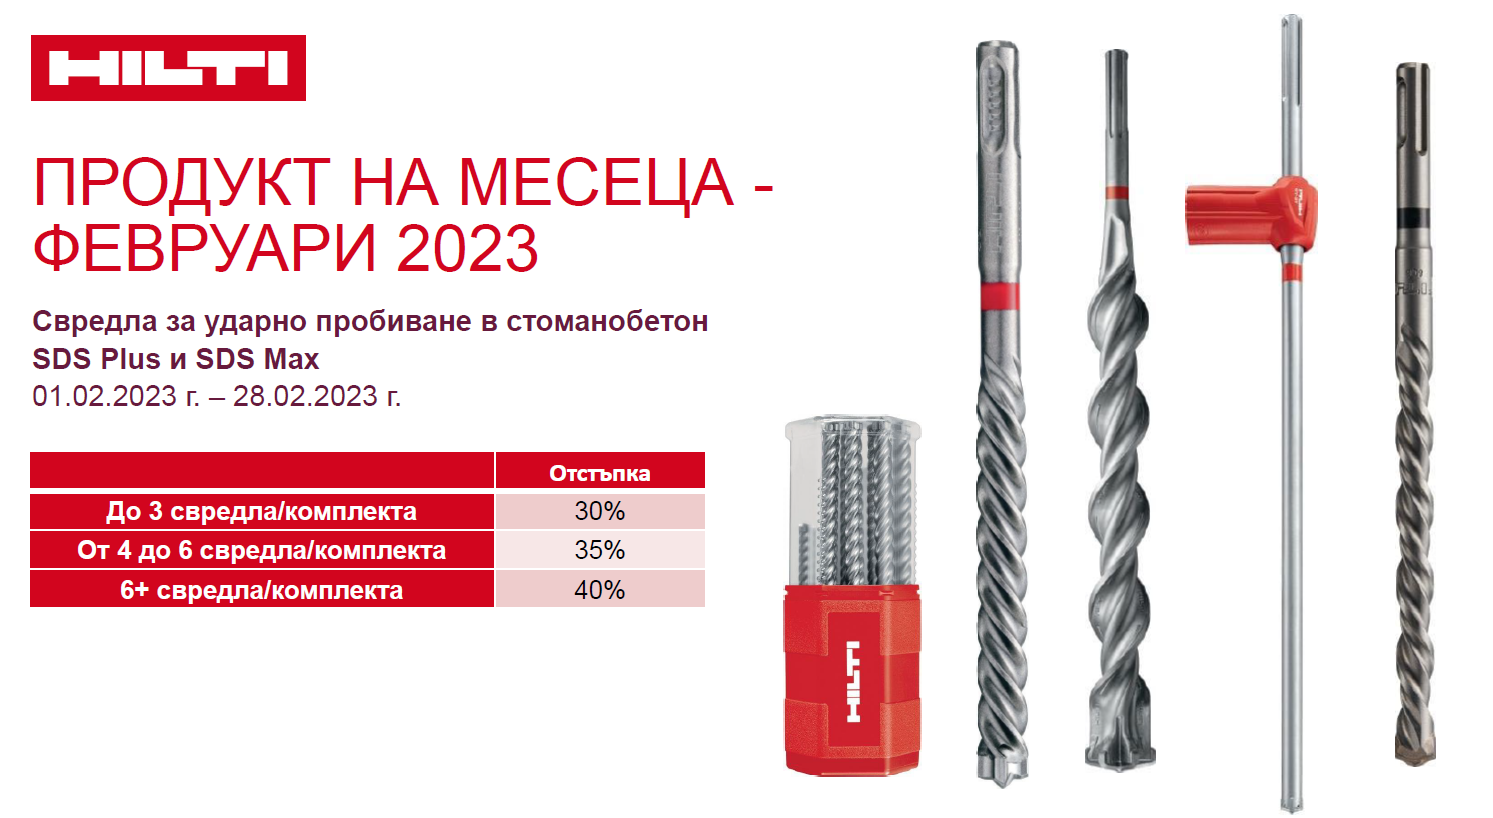 HILTI
ПРОДУКТ НА МЕСЕЦА -
ФЕВРУАРИ 2023
Свредла за ударно пробиване в стоманобетон
SDS Plus и SDS Max
01.02.2023 г. – 28.02.2023 г.
Отстъпка
До 3 свредла/комплекта 30%
От 4 до 6 свредла/комплекта 35%
6+ свредла/комплекта 40%
HILTI